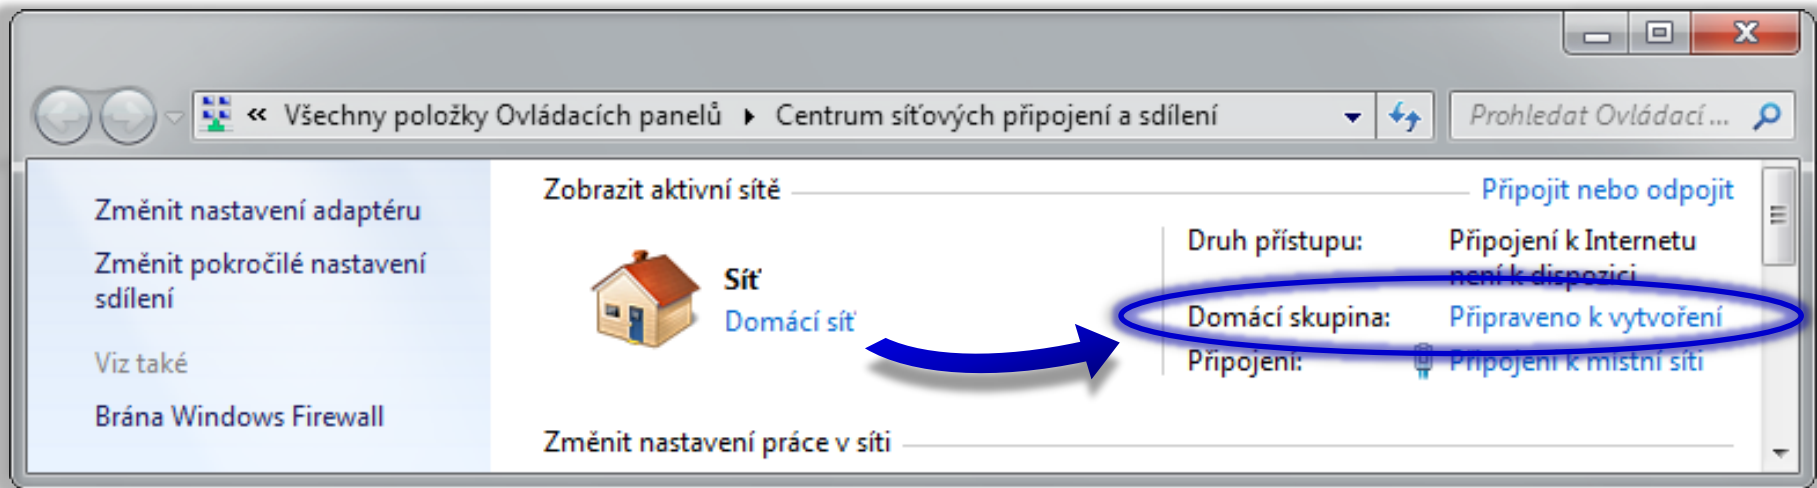 « Všechny položky Ovládacích panelů ▸ Centrum síťových připojení a sdílení
Prohledat Ovládací ...
Změnit nastavení adaptéru
Změnit pokročilé nastavení
sdílení
Viz také
Brána Windows Firewall
Zobrazit aktivní sítě
Připojit nebo odpojit
Síť
Domácí síť
Druh přístupu: Připojení k Internetu
není k dispozici
Domácí skupina: Připraveno k vytvoření
Připojení: Připojení k místní síti
Změnit nastavení práce v síti